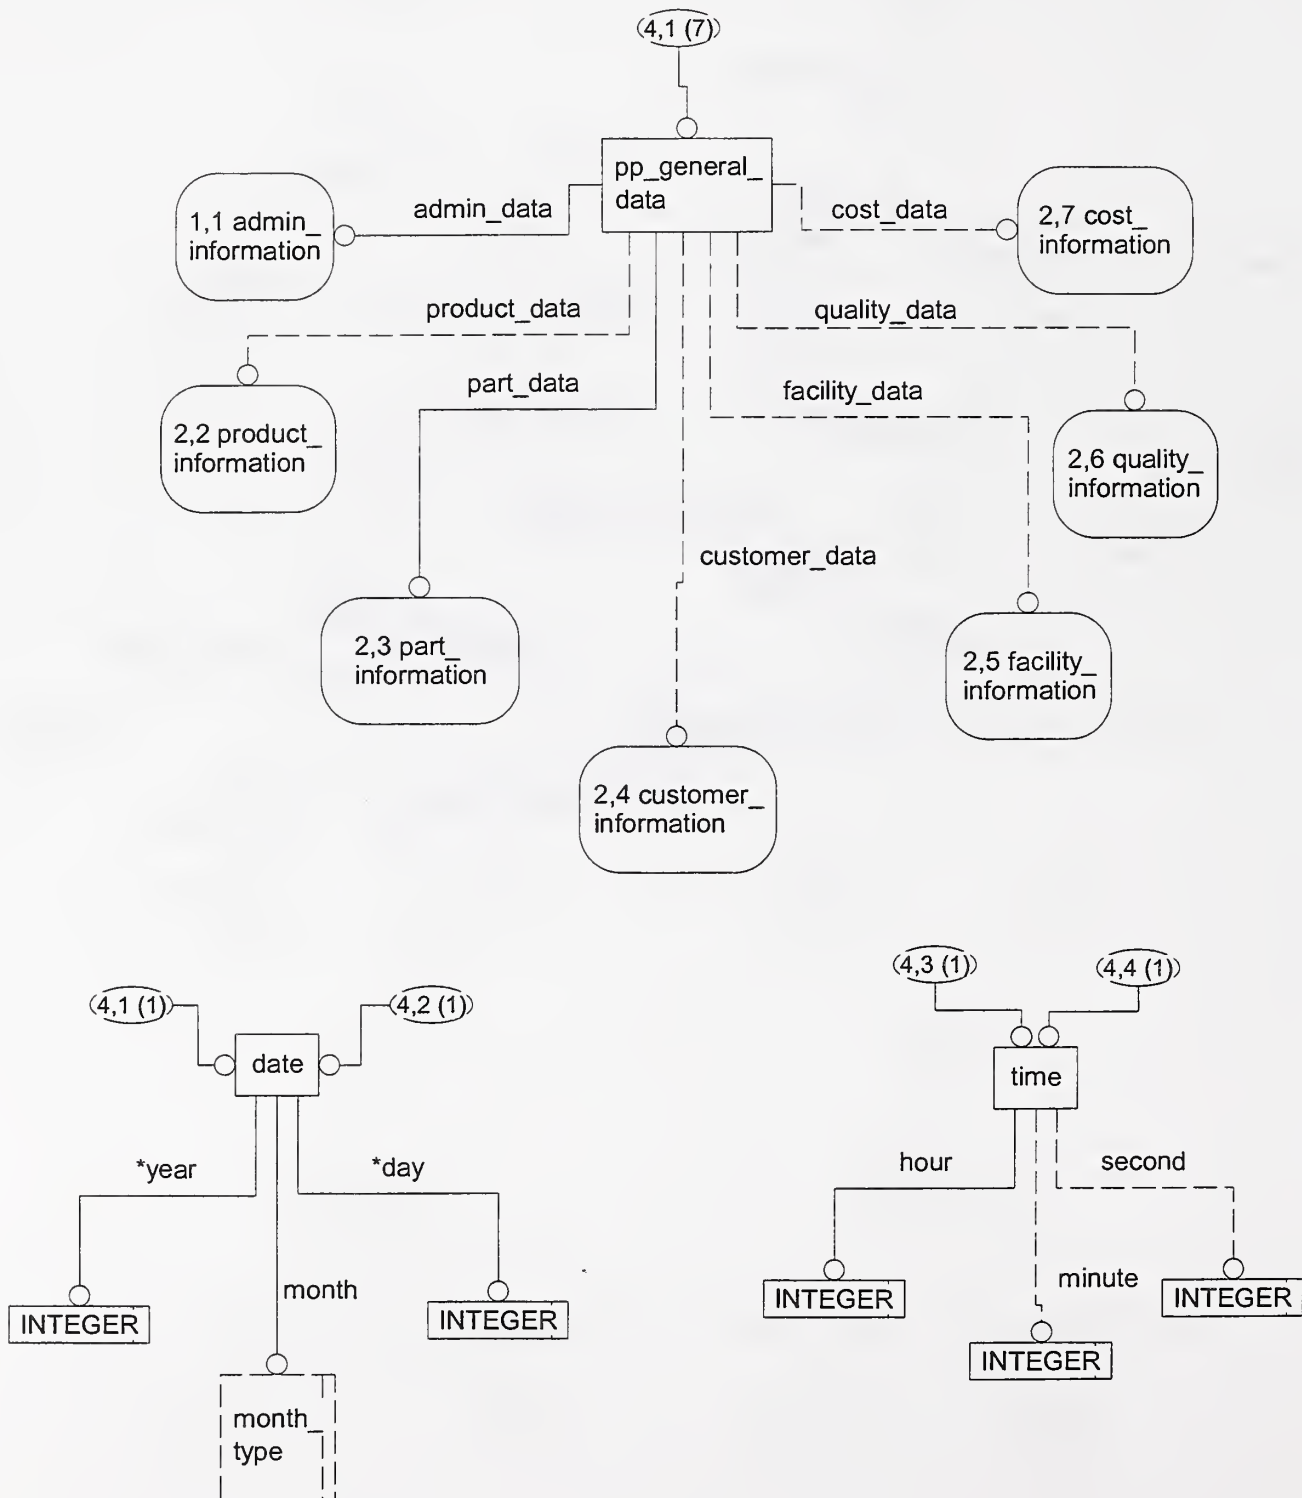 (4,1 (7))
pp_general_
data
admin_data
cost_data
1,1 admin_
information
2,7 cost_
information
product_data
quality_data
part_data
facility_data
2,2 product_
information
2,6 quality_
information
customer_data
2,3 part_
information
2,5 facility_
information
2,4 customer_
information
(4,1 (1))
(4,2 (1))
date
(4,3 (1))
(4,4 (1))
time
*year
*day
hour
second
month
minute
INTEGER
INTEGER
INTEGER
INTEGER
INTEGER
month_
type